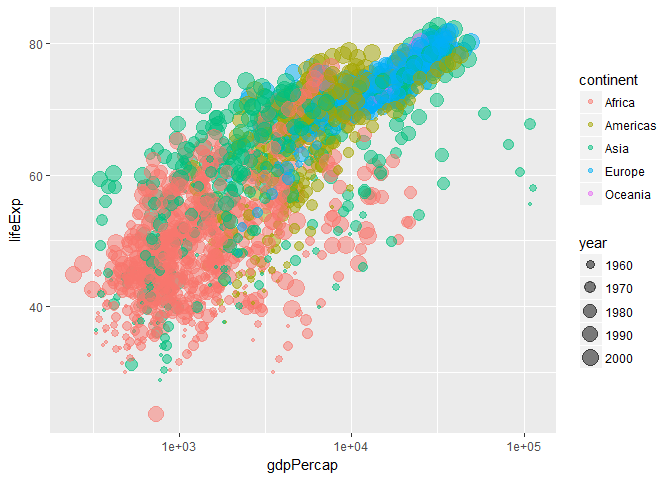 80
60
40
lifeExp
1e+03
1e+04
1e+05
gdpPercap
continent
Africa
Americas
Asia
Europe
Oceania
year
1960
1970
1980
1990
2000